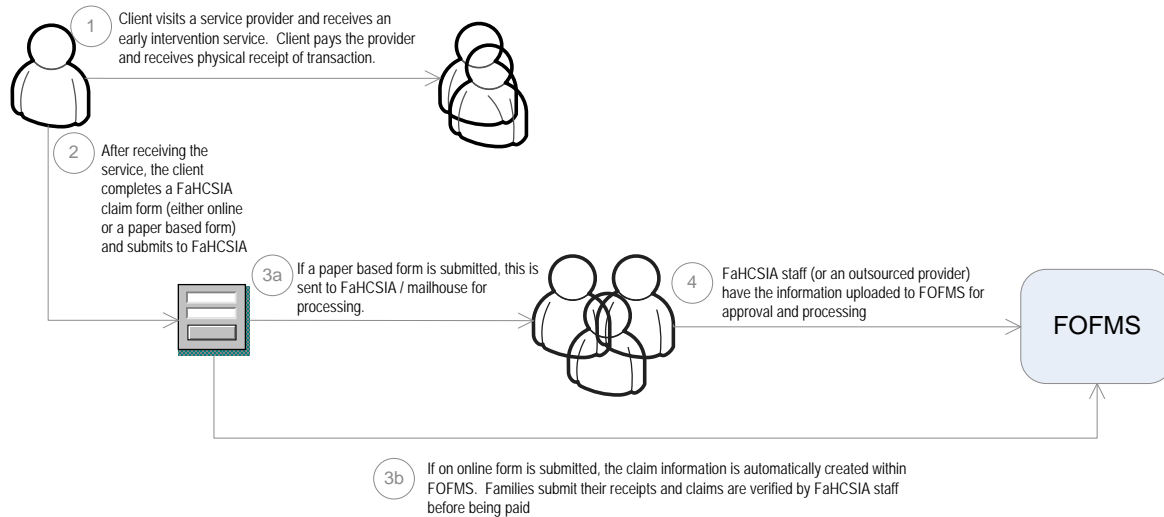 1
Client visits a service provider and receives an
early intervention service. Client pays the provider
and receives physical receipt of transaction.
2
After receiving the
service, the client
completes a FaHCSIA
claim form (either online
or a paper based form)
and submits to FaHCSIA
3a
If a paper based form is submitted, this is
sent to FaHCSIA / mailhouse for
processing.
4
FaHCSIA staff (or an outsourced provider)
have the information uploaded to FOFMS for
approval and processing
FOFMS
3b
If on online form is submitted, the claim information is automatically created within
FOFMS. Families submit their receipts and claims are verified by FaHCSIA staff
before being paid